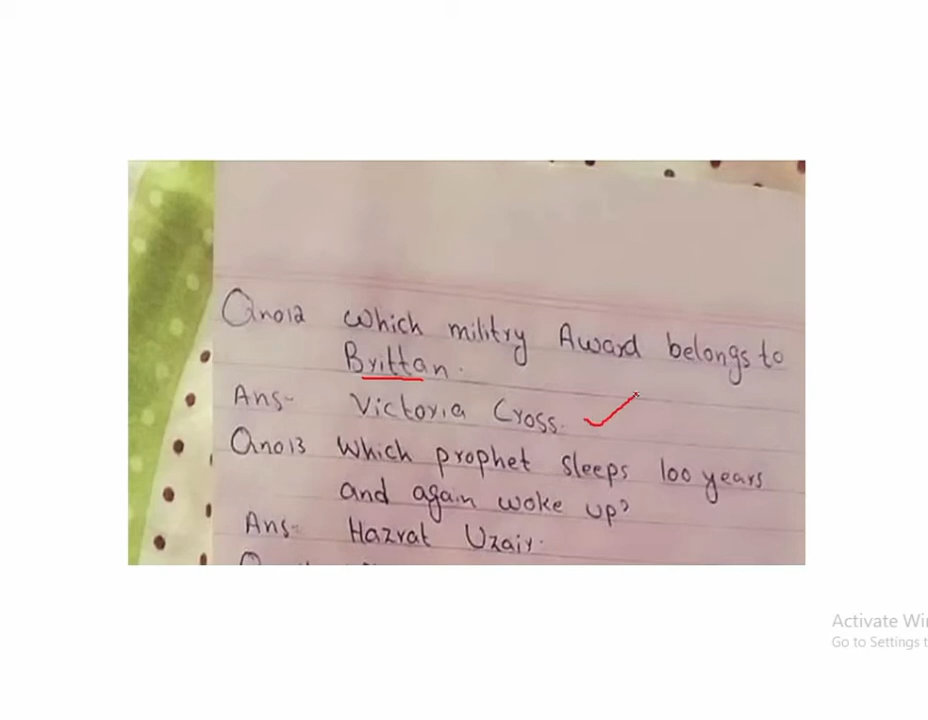 Qno12 Which militry Award belongs to
Brittan.
Ans- Victoria Cross.
Qno13 Which prophet sleeps 100 years
and again woke up?
Ans- Hazrat Uzair.
Activate Win
Go to Settings t